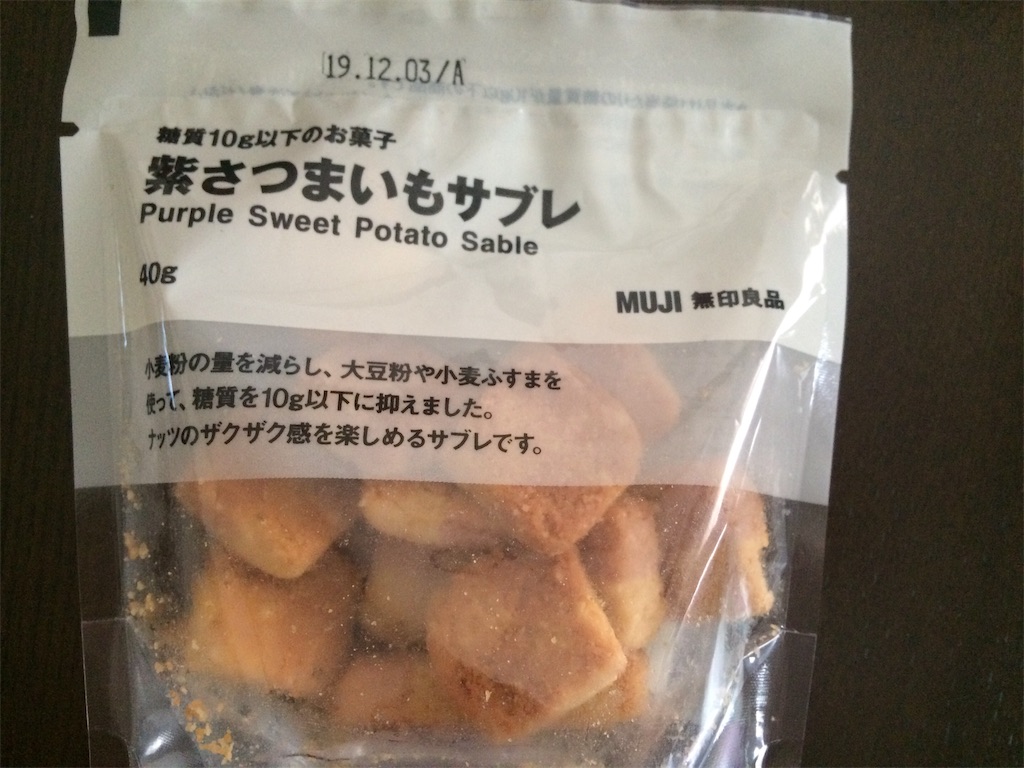 19.12.03/A
糖質10g以下のお菓子
紫さつまいもサブレ
Purple Sweet Potato Sable
40g
MUJI 無印良品
小麦粉の量を減らし、大豆粉や小麦ふすまを
使って、糖質を10g以下に抑えました。
ナッツのザクザク感を楽しめるサブレです。